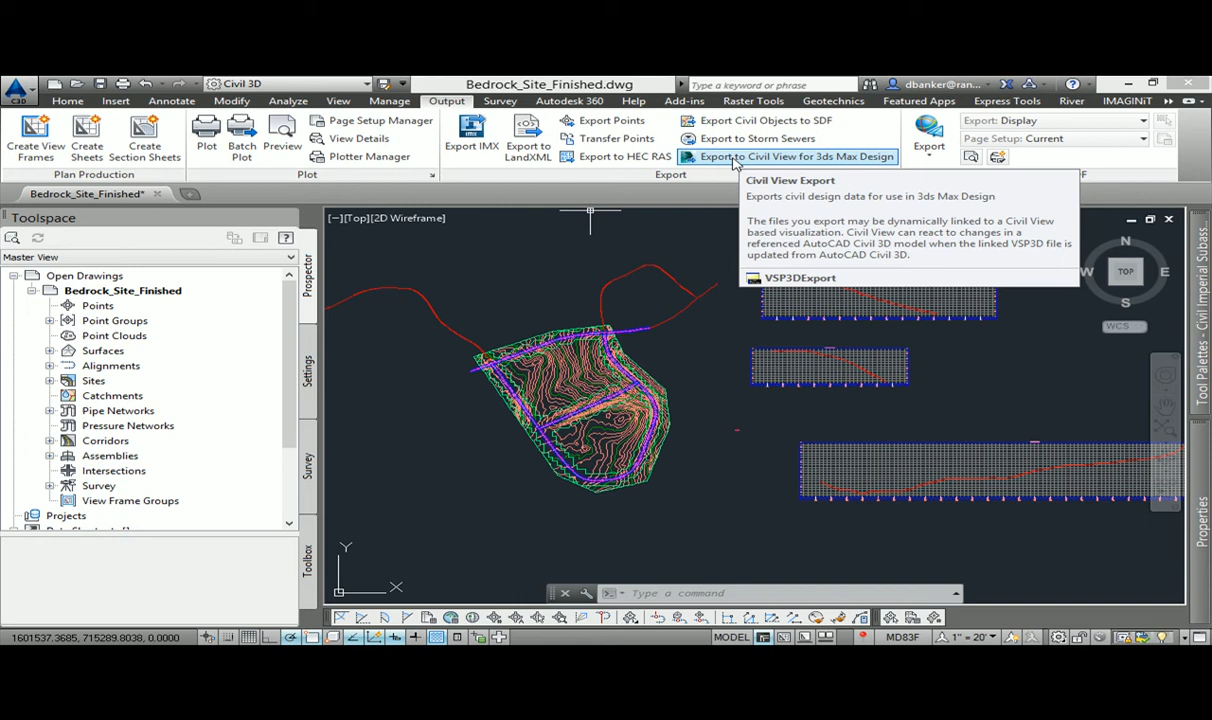 Civil 3D
Bedrock_Site_Finished.dwg
Type a keyword or phrase
dbanker@ran...
C3D
Home Insert Annotate Modify Analyze View Manage Output Survey Autodesk 360 Help Add-ins Raster Tools Geotechnics Featured Apps Express Tools River IMAGINiT
Create View Frames
Create Sheets
Create Section Sheets
Plan Production
Plot
Batch Plot
Preview
Page Setup Manager
View Details
Plotter Manager
Plot
Export IMX
Export to LandXML
Export Points
Transfer Points
Export to HEC RAS
Export Civil Objects to SDF
Export to Storm Sewers
Export to Civil View for 3ds Max Design
Export
Export
Export: Display
Page Setup: Current
Bedrock_Site_Finished*
Civil View Export
Exports civil design data for use in 3ds Max Design
The files you export may be dynamically linked to a Civil View
based visualization. Civil View can react to changes in a
referenced AutoCAD Civil 3D model when the linked VSP3D file is
updated from AutoCAD Civil 3D.
VSP3DExport
Toolspace
Master View
Open Drawings
Bedrock_Site_Finished
Points
Point Groups
Point Clouds
Surfaces
Alignments
Sites
Catchments
Pipe Networks
Pressure Networks
Corridors
Assemblies
Intersections
Survey
View Frame Groups
Projects
Prospector
Settings
Survey
Toolbox
[−][Top][2D Wireframe]
N
W TOP E
S
WCS
Tool Palettes - Civil Imperial Subass...
Properties
Y
X
Type a command
1601537.3685, 715289.8038, 0.0000
MODEL
MD83F
1" = 20'